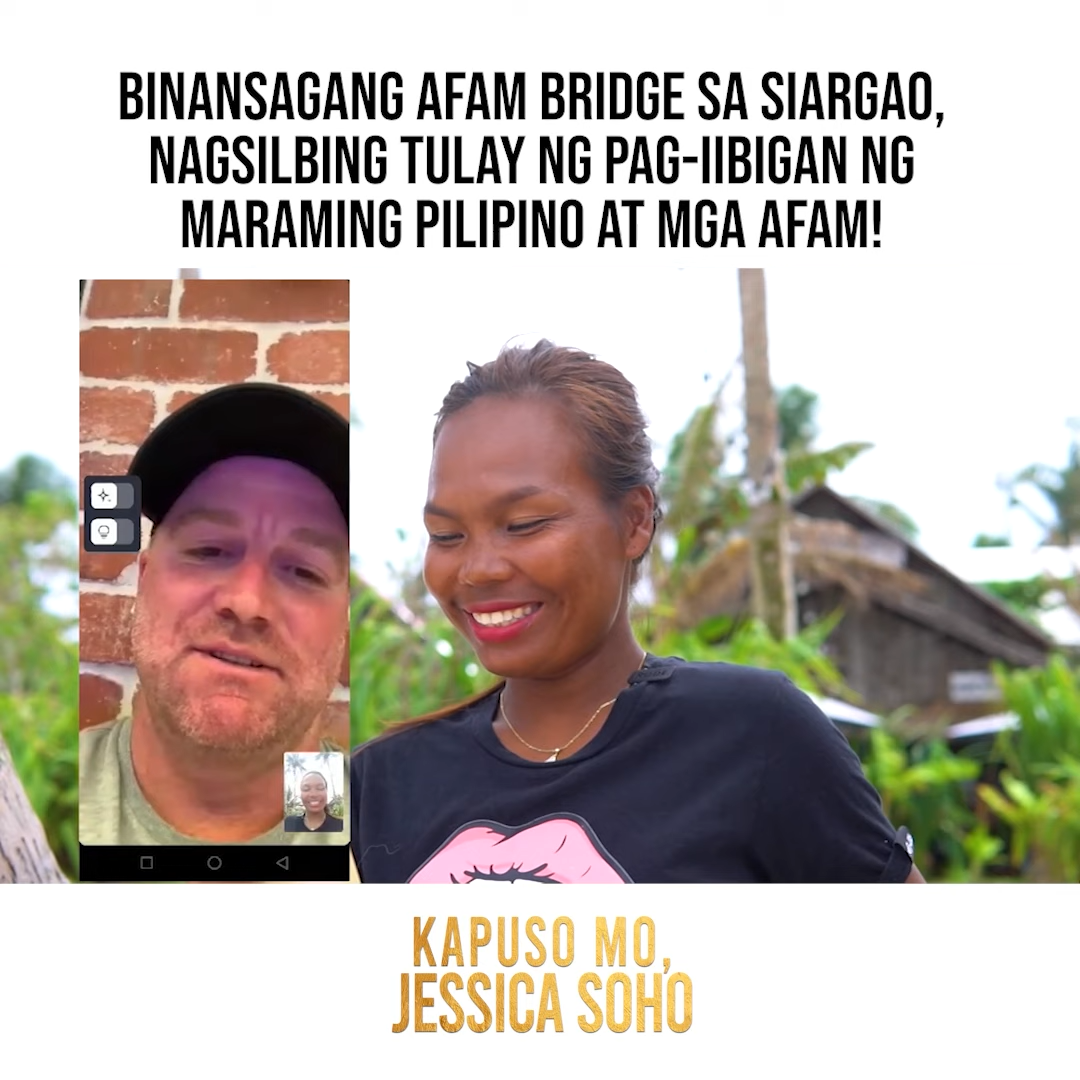 BINANSAGANG AFAM BRIDGE SA SIARGAO,
NAGSILBING TULAY NG PAG-IIBIGAN NG
MARAMING PILIPINO AT MGA AFAM!
KAPUSO MO,
JESSICA SOHO